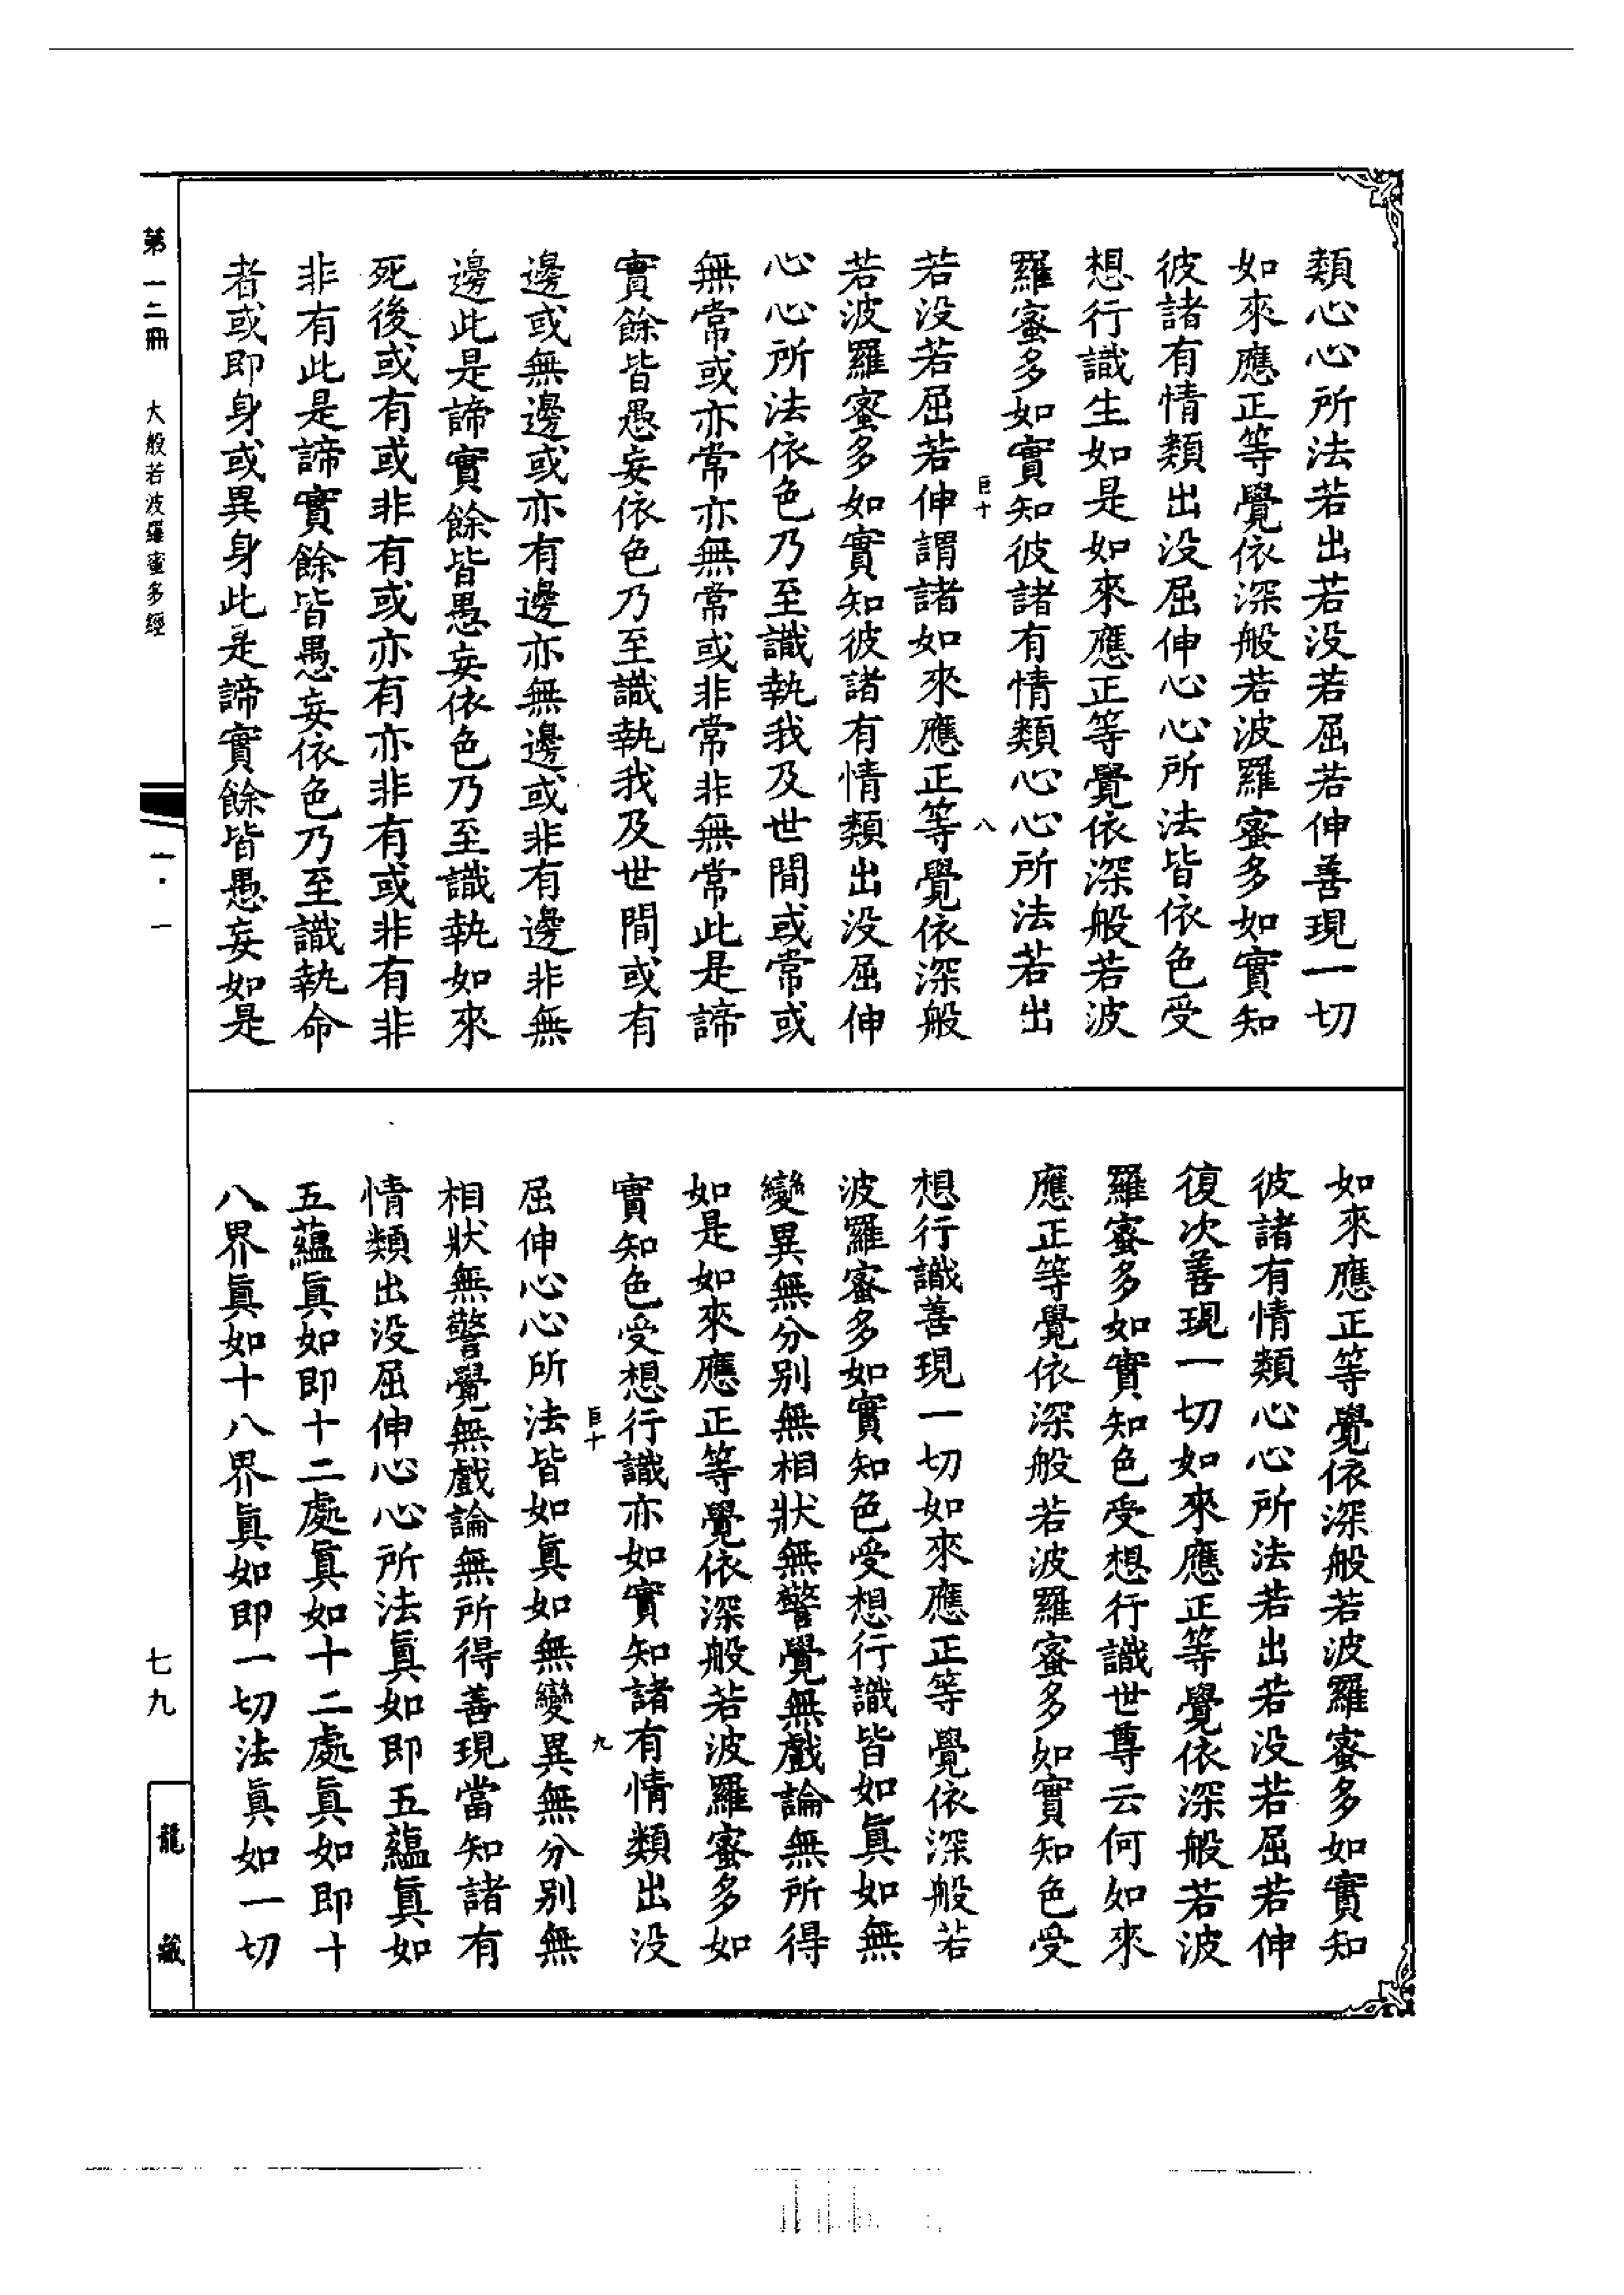 類心心所法若出若没若屈若伸善現一切
如來應正等覺依深般若波羅蜜多如實知
彼諸有情類出没屈伸心心所法皆依色受
想行識生如是如來應正等覺依深般若波
羅蜜多如實知彼諸有情類心心所法若出
巨十 八
若没若屈若伸謂諸如來應正等覺依深般
若波羅蜜多如實知彼諸有情類出没屈伸
心心所法依色乃至識執我及世間或常或
無常或亦常亦無常或非常非無常此是諦
實餘皆愚妄依色乃至識執我及世間或有
邊或無邊或亦有邊亦無邊或非有邊非無
邊此是諦實餘皆愚妄依色乃至識執如來
死後或有或非有或亦有亦非有或非有非
非有此是諦實餘皆愚妄依色乃至識執命
者或即身或異身此是諦實餘皆愚妄如是
如來應正等覺依深般若波羅蜜多如實知
彼諸有情類心心所法若出若没若屈若伸
復次善現一切如來應正等覺依深般若波
羅蜜多如實知色受想行識世尊云何如來
應正等覺依深般若波羅蜜多如實知色受
想行識善現一切如來應正等覺依深般若
波羅蜜多如實知色受想行識皆如眞如無
變異無分別無相狀無警覺無戲論無所得
如是如來應正等覺依深般若波羅蜜多如
實知色受想行識亦如實知諸有情類出没
巨十 九
屈伸心心所法皆如眞如無變異無分別無
相狀無警覺無戲論無所得善現當知諸有
情類出没屈伸心心所法眞如即五蘊眞如
五蘊眞如即十二處眞如十二處眞如即十
八界眞如十八界眞如即一切法眞如一切
第一二冊 大般若波羅蜜多經
一·一
七九
龍藏